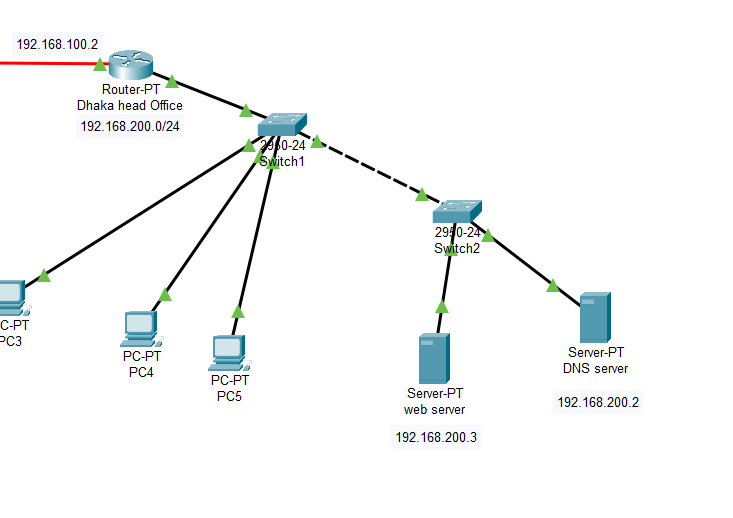 192.168.100.2
Router-PT
Dhaka head Office
192.168.200.0/24
2950-24
Switch1
2950-24
Switch2
C-PT
PC3
PC-PT
PC4
PC-PT
PC5
Server-PT
web server
192.168.200.3
Server-PT
DNS server
192.168.200.2